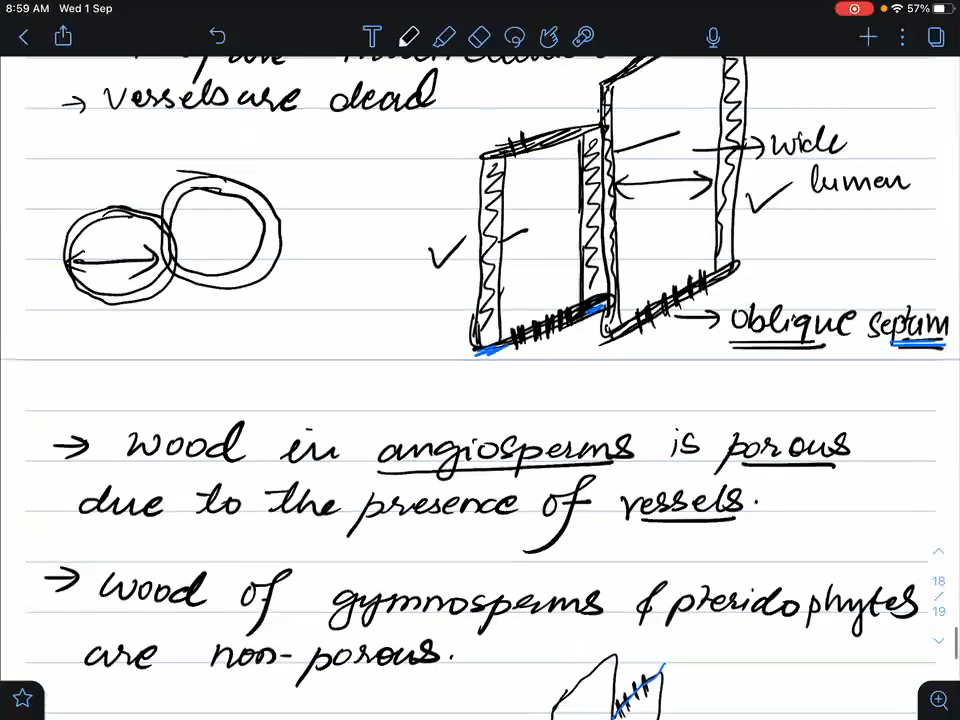 8:59 AM Wed 1 Sep
57%
are
→ vessels are dead
→ wide
lumen
→ oblique septum
→ wood in angiosperms is porous
due to the presence of vessels.
→ wood of gymnosperms & pteridophytes
are non-porous.
18
/
19